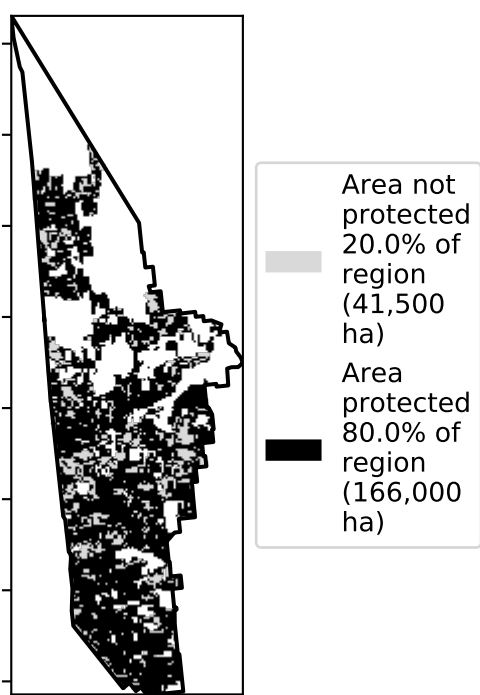 Area not
protected
20.0% of
region
(41,500
ha)
Area
protected
80.0% of
region
(166,000
ha)